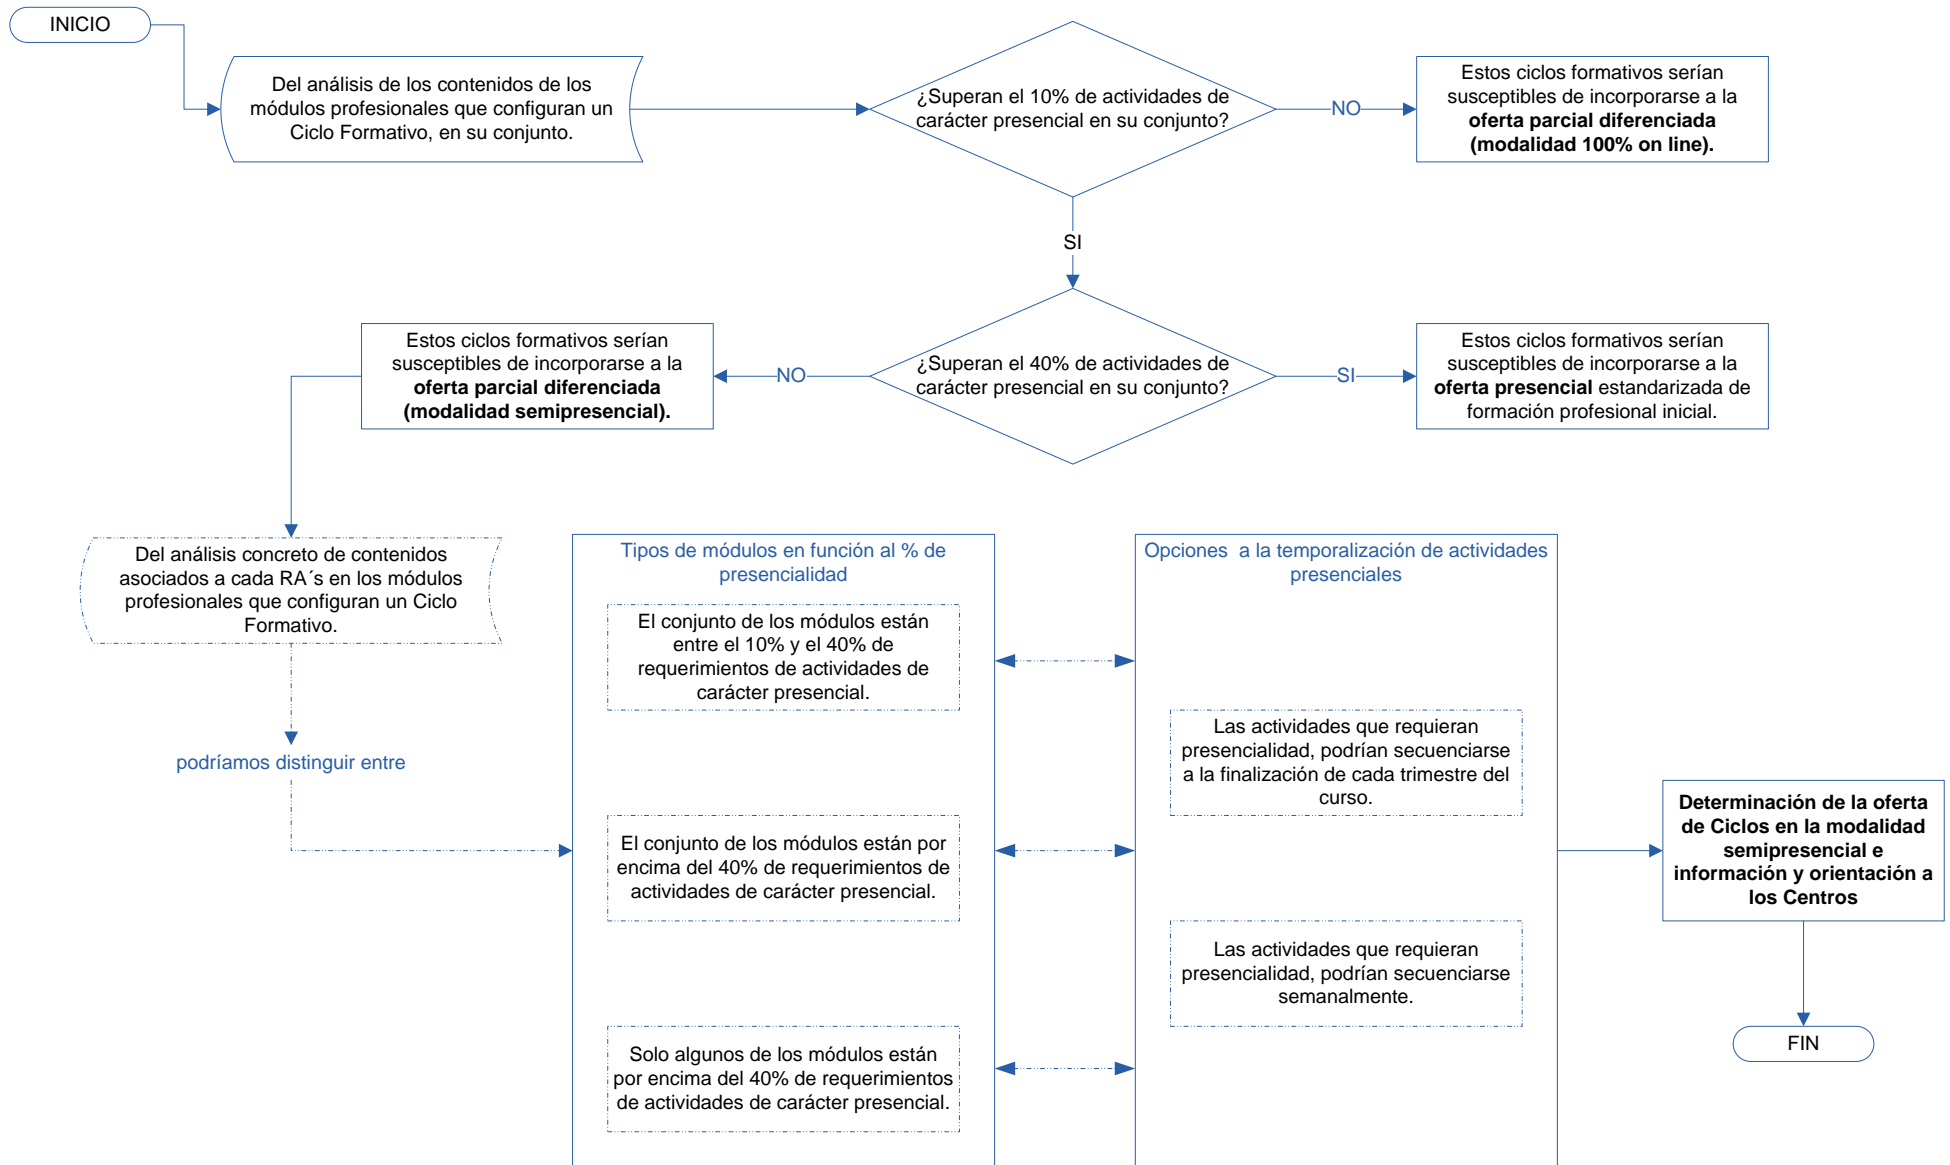 INICIO
Del análisis de los contenidos de los
módulos profesionales que configuran un
Ciclo Formativo, en su conjunto.
¿Superan el 10% de actividades de
carácter presencial en su conjunto?
NO
Estos ciclos formativos serían
susceptibles de incorporarse a la
oferta parcial diferenciada
(modalidad 100% on line).
SI
Estos ciclos formativos serían
susceptibles de incorporarse a la
oferta parcial diferenciada
(modalidad semipresencial).
NO
¿Superan el 40% de actividades de
carácter presencial en su conjunto?
SI
Estos ciclos formativos serían
susceptibles de incorporarse a la
oferta presencial estandarizada de
formación profesional inicial.
Del análisis concreto de contenidos
asociados a cada RA´s en los módulos
profesionales que configuran un Ciclo
Formativo.
podríamos distinguir entre
Tipos de módulos en función al % de
presencialidad
El conjunto de los módulos están
entre el 10% y el 40% de
requerimientos de actividades de
carácter presencial.
El conjunto de los módulos están por
encima del 40% de requerimientos de
actividades de carácter presencial.
Solo algunos de los módulos están
por encima del 40% de requerimientos
de actividades de carácter presencial.
Opciones a la temporalización de actividades
presenciales
Las actividades que requieran
presencialidad, podrían secuenciarse
a la finalización de cada trimestre del
curso.
Las actividades que requieran
presencialidad, podrían secuenciarse
semanalmente.
Determinación de la oferta
de Ciclos en la modalidad
semipresencial e
información y orientación a
los Centros
FIN